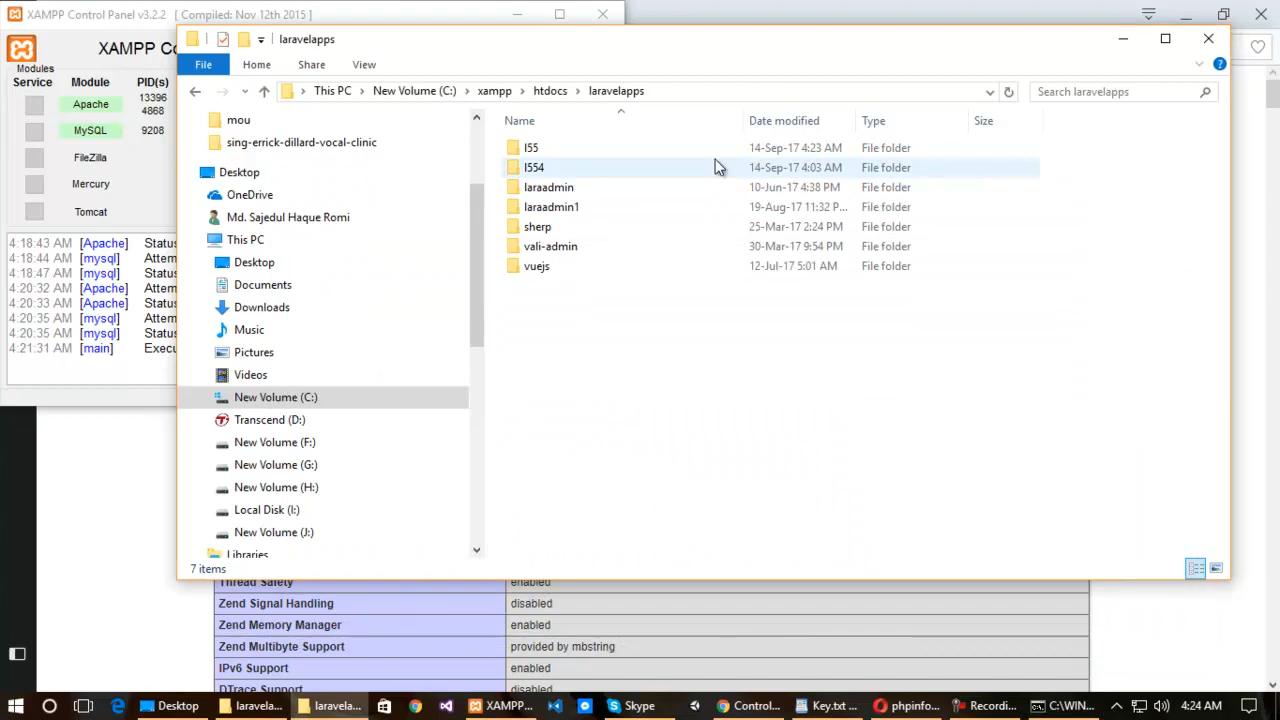 XAMPP Control Panel v3.2.2 [ Compiled: Nov 12th 2015 ]
laravelapps
XAMPP Co
File Home Share View
Modules
Service Module PID(s)
Apache 13396 4868
MySQL 9208
FileZilla
Mercury
Tomcat
This PC New Volume (C:) xampp htdocs laravelapps
Search laravelapps
mou
sing-errick-dillard-vocal-clinic
Desktop
OneDrive
Md. Sajedul Haque Romi
This PC
Desktop
Documents
Downloads
Music
Pictures
Videos
New Volume (C:)
Transcend (D:)
New Volume (F:)
New Volume (G:)
New Volume (H:)
Local Disk (I:)
New Volume (J:)
Libraries
Name Date modified Type Size
l55 14-Sep-17 4:23 AM File folder
l554 14-Sep-17 4:03 AM File folder
laraadmin 10-Jun-17 4:38 PM File folder
laraadmin1 19-Aug-17 11:32 P... File folder
sherp 25-Mar-17 2:24 PM File folder
vali-admin 30-Mar-17 9:54 PM File folder
vuejs 12-Jul-17 5:01 AM File folder
7 items
4:18:43 AM [Apache] Statu
4:18:44 AM [mysql] Attem
4:18:47 AM [mysql] Statu
4:20:32 AM [Apache] Attem
4:20:33 AM [Apache] Statu
4:20:35 AM [mysql] Attem
4:20:35 AM [mysql] Statu
4:21:31 AM [main] Execu
Thread Safety enabled
Zend Signal Handling disabled
Zend Memory Manager enabled
Zend Multibyte Support provided by mbstring
IPv6 Support enabled
DTrace Support disabled
Desktop laravela... laravela... XAMPP... Skype Control... Key.txt ... phpinfo... Recordi... C:\WIN... 4:24 AM